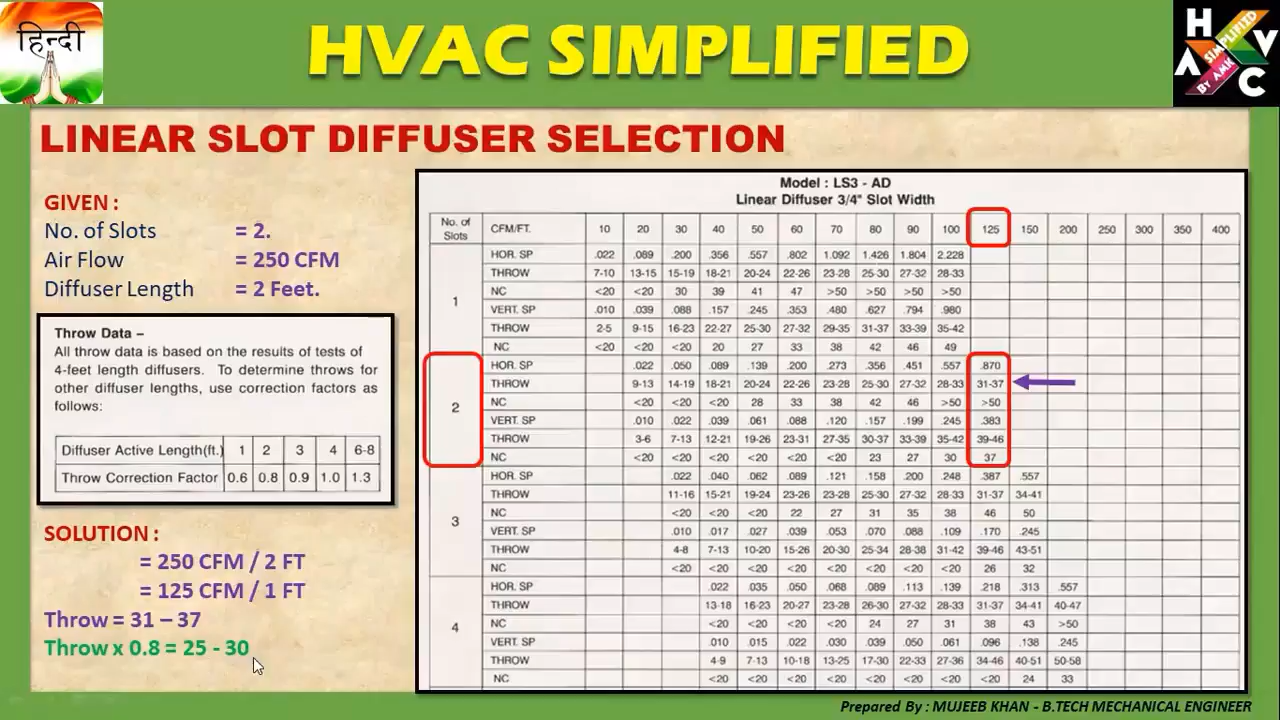 हिन्दी
HVAC SIMPLIFIED
H V A C
SIMPLIFIED
BY AMK
LINEAR SLOT DIFFUSER SELECTION
GIVEN :
No. of Slots = 2.
Air Flow = 250 CFM
Diffuser Length = 2 Feet.
Throw Data –
All throw data is based on the results of tests of
4-feet length diffusers. To determine throws for
other diffuser lengths, use correction factors as
follows:
Diffuser Active Length(ft.) 1 2 3 4 6-8
Throw Correction Factor 0.6 0.8 0.9 1.0 1.3
SOLUTION :
= 250 CFM / 2 FT
= 125 CFM / 1 FT
Throw = 31 – 37
Throw x 0.8 = 25 - 30
Model : LS3 - AD
Linear Diffuser 3/4" Slot Width
No. of Slots CFM/FT. 10 20 30 40 50 60 70 80 90 100 125 150 200 250 300 350 400
1
HOR. SP .022 .089 .200 .356 .557 .802 1.092 1.426 1.804 2.228
THROW 7-10 13-15 15-19 18-21 20-24 22-26 23-28 25-30 27-32 28-33
NC <20 <20 30 39 41 47 >50 >50 >50 >50
VERT. SP .010 .039 .088 .157 .245 .353 .480 .627 .794 .980
THROW 2-5 9-15 16-23 22-27 25-30 27-32 29-35 31-37 33-39 35-42
NC <20 <20 <20 20 27 33 38 42 46 49
2
HOR. SP .022 .050 .089 .139 .200 .273 .356 .451 .557 .870
THROW 9-13 14-19 18-21 20-24 22-26 23-28 25-30 27-32 28-33 31-37
NC <20 <20 <20 28 33 38 42 46 >50 >50
VERT. SP .010 .022 .039 .061 .088 .120 .157 .199 .245 .383
THROW 3-6 7-13 12-21 19-26 23-31 27-35 30-37 33-39 35-42 39-46
NC <20 <20 <20 <20 <20 <20 23 27 30 37
3
HOR. SP .022 .040 .062 .089 .121 .158 .200 .248 .387 .557
THROW 11-16 15-21 19-24 23-26 23-28 25-30 27-32 28-33 31-37 34-41
NC <20 <20 <20 22 27 31 35 38 46 50
VERT. SP .010 .017 .027 .039 .053 .070 .088 .109 .170 .245
THROW 4-8 7-13 10-20 15-26 20-30 25-34 28-38 31-42 39-46 43-51
NC <20 <20 <20 <20 <20 <20 <20 <20 26 32
4
HOR. SP .022 .035 .050 .068 .089 .113 .139 .218 .313 .557
THROW 13-18 16-23 20-27 23-28 26-30 27-32 28-33 31-37 34-41 40-47
NC <20 <20 <20 <20 24 27 31 38 43 >50
VERT. SP .010 .015 .022 .030 .039 .050 .061 .096 .138 .245
THROW 4-9 7-13 10-18 13-25 17-30 22-33 27-36 34-46 40-51 50-58
NC <20 <20 <20 <20 <20 <20 <20 <20 24 33
Prepared By : MUJEEB KHAN - B.TECH MECHANICAL ENGINEER